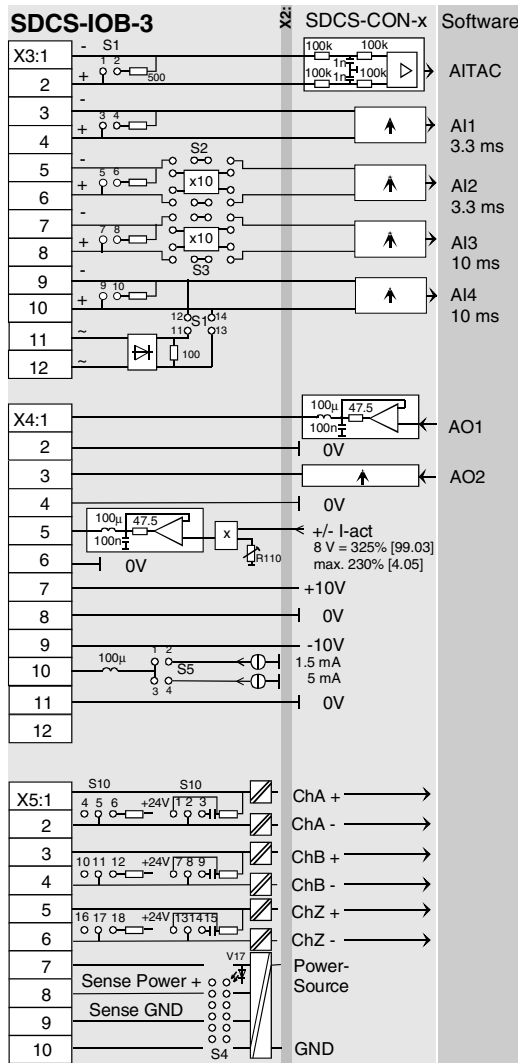 SDCS-IOB-3 X2: SDCS-CON-x Software
X3:1 - S1 100k 100k
1 2 1n
2 + 500 100k 1n 100k AITAC
3 -
3 4 AI1
4 + 3.3 ms
S2
5 - 5 6 x10 AI2
6 + 3.3 ms
7 - 7 8 x10 AI3
8 + S3 10 ms
9 -
9 10 AI4
10 + 12 S1 14 10 ms
11 ~ 11 13
12 ~ 100
X4:1 100µ 47.5
100n AO1
2 0V
3 AO2
4 0V
5 100µ 47.5 x +/- I-act
100n R110 8 V = 325% [99.03]
6 0V max. 230% [4.05]
7 +10V
8 0V
9 -10V
1 2 1.5 mA
10 100µ S5
3 4 5 mA
11 0V
12
S10 S10
X5:1 ChA +
4 5 6 +24V 1 2 3
2 ChA -
3 ChB +
10 11 12 +24V 7 8 9
4 ChB -
5 ChZ +
16 17 18 +24V 13 14 15
6 ChZ -
7 V17 Power-
Sense Power + Source
8
Sense GND
9
10 S4 GND